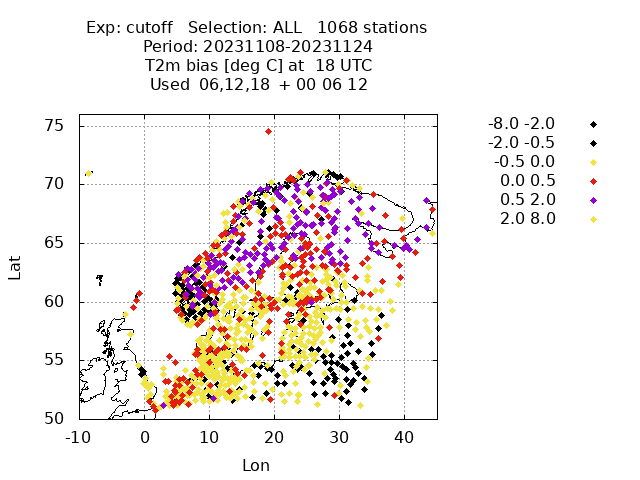 Exp: cutoff   Selection: ALL   1068 stations
Period: 20231108-20231124
T2m bias [deg C] at  18 UTC
Used  06,12,18  + 00 06 12
-8.0 -2.0
-2.0 -0.5
-0.5 0.0
0.0 0.5
0.5 2.0
2.0 8.0
75
70
65
60
55
50
Lat
-10 0 10 20 30 40
Lon